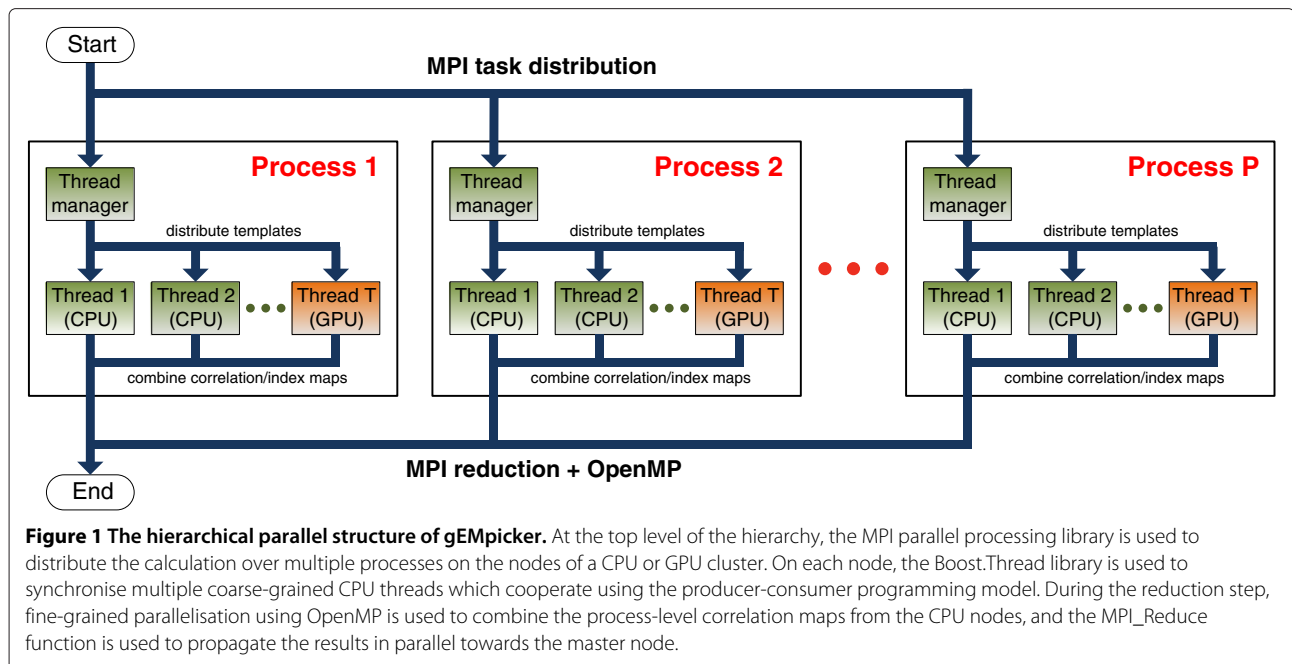 Start
MPI task distribution
Process 1
Thread
manager
distribute templates
Thread 1
(CPU)
Thread 2
(CPU)
Thread T
(GPU)
combine correlation/index maps
Process 2
Thread
manager
distribute templates
Thread 1
(CPU)
Thread 2
(CPU)
Thread T
(GPU)
combine correlation/index maps
Process P
Thread
manager
distribute templates
Thread 1
(CPU)
Thread 2
(CPU)
Thread T
(GPU)
combine correlation/index maps
MPI reduction + OpenMP
End
Figure 1 The hierarchical parallel structure of gEMpicker. At the top level of the hierarchy, the MPI parallel processing library is used to
distribute the calculation over multiple processes on the nodes of a CPU or GPU cluster. On each node, the Boost.Thread library is used to
synchronise multiple coarse-grained CPU threads which cooperate using the producer-consumer programming model. During the reduction step,
fine-grained parallelisation using OpenMP is used to combine the process-level correlation maps from the CPU nodes, and the MPI_Reduce
function is used to propagate the results in parallel towards the master node.